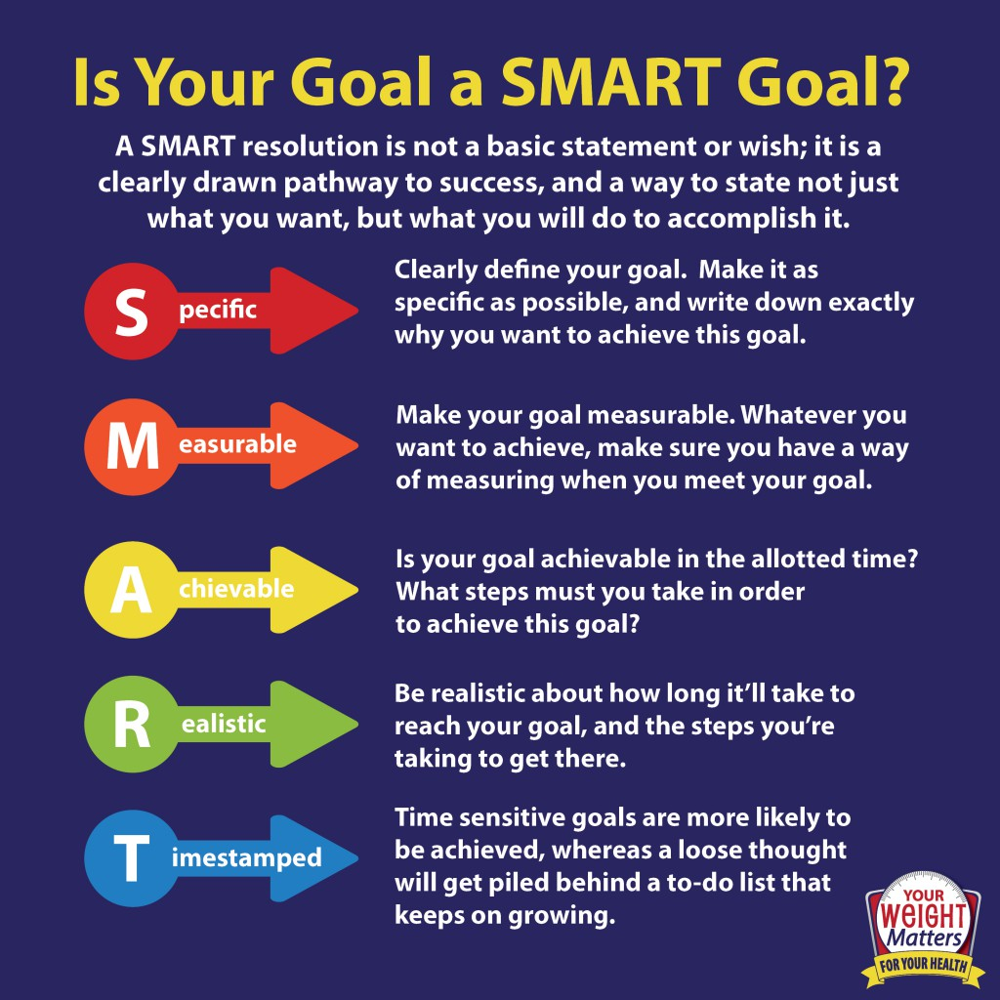 Is Your Goal a SMART Goal?
A SMART resolution is not a basic statement or wish; it is a
clearly drawn pathway to success, and a way to state not just
what you want, but what you will do to accomplish it.
Specific
Clearly define your goal.  Make it as
specific as possible, and write down exactly
why you want to achieve this goal.
Measurable
Make your goal measurable. Whatever you
want to achieve, make sure you have a way
of measuring when you meet your goal.
Achievable
Is your goal achievable in the allotted time?
What steps must you take in order
to achieve this goal?
Realistic
Be realistic about how long it’ll take to
reach your goal, and the steps you’re
taking to get there.
Timestamped
Time sensitive goals are more likely to
be achieved, whereas a loose thought
will get piled behind a to-do list that
keeps on growing.
YOUR
WEIGHT
Matters
FOR YOUR HEALTH